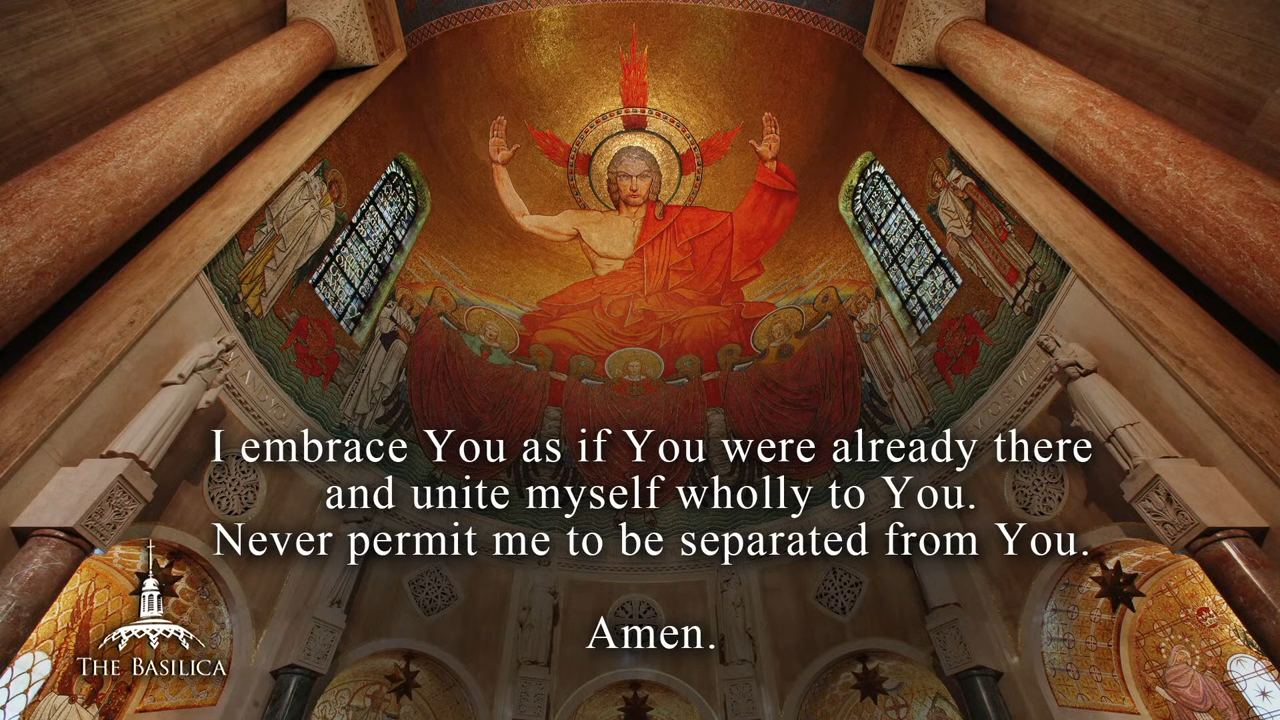 I embrace You as if You were already there
and unite myself wholly to You.
Never permit me to be separated from You.
Amen.
THE BASILICA